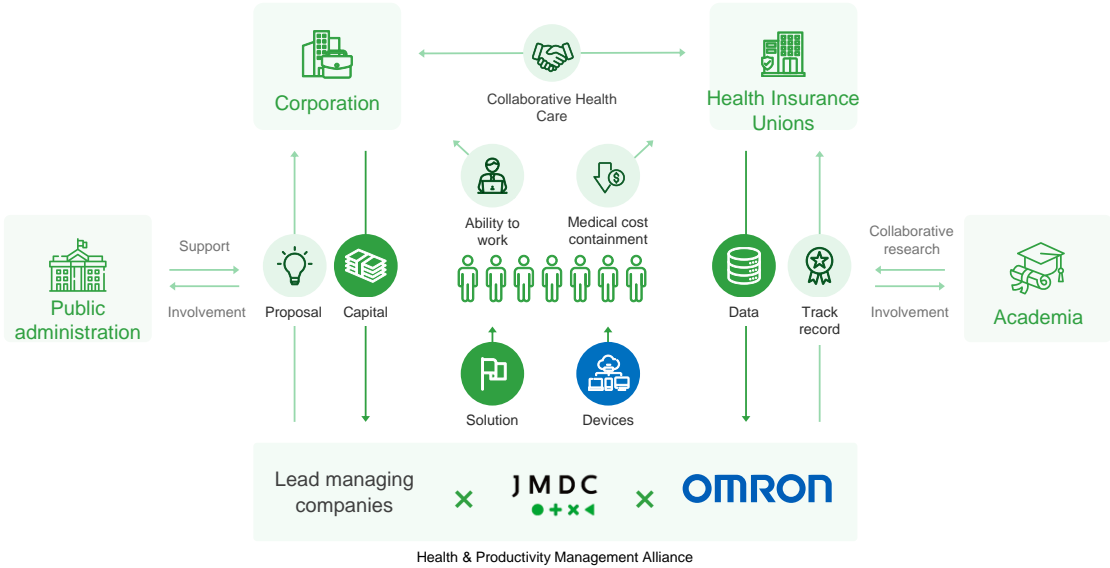 Corporation
Collaborative Health
Care
Health Insurance
Unions
Ability to
work
Medical cost
containment
Public
administration
Support
Involvement
Proposal
Capital
Data
Track
record
Collaborative
research
Involvement
Academia
Solution
Devices
Lead managing
companies
×
JMDC
×
OMRON
Health & Productivity Management Alliance